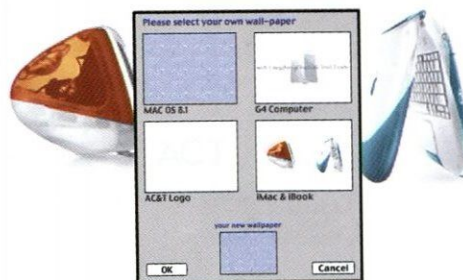 Please select your own wall-paper
MAC OS 8.1
G4 Computer
AC&T Logo
iMac & iBook
your new wallpaper
OK
Cancel